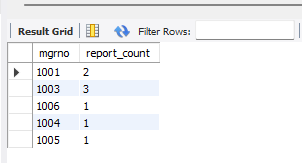 Result Grid Filter Rows:
mgrno report_count
1001 2
1003 3
1006 1
1004 1
1005 1